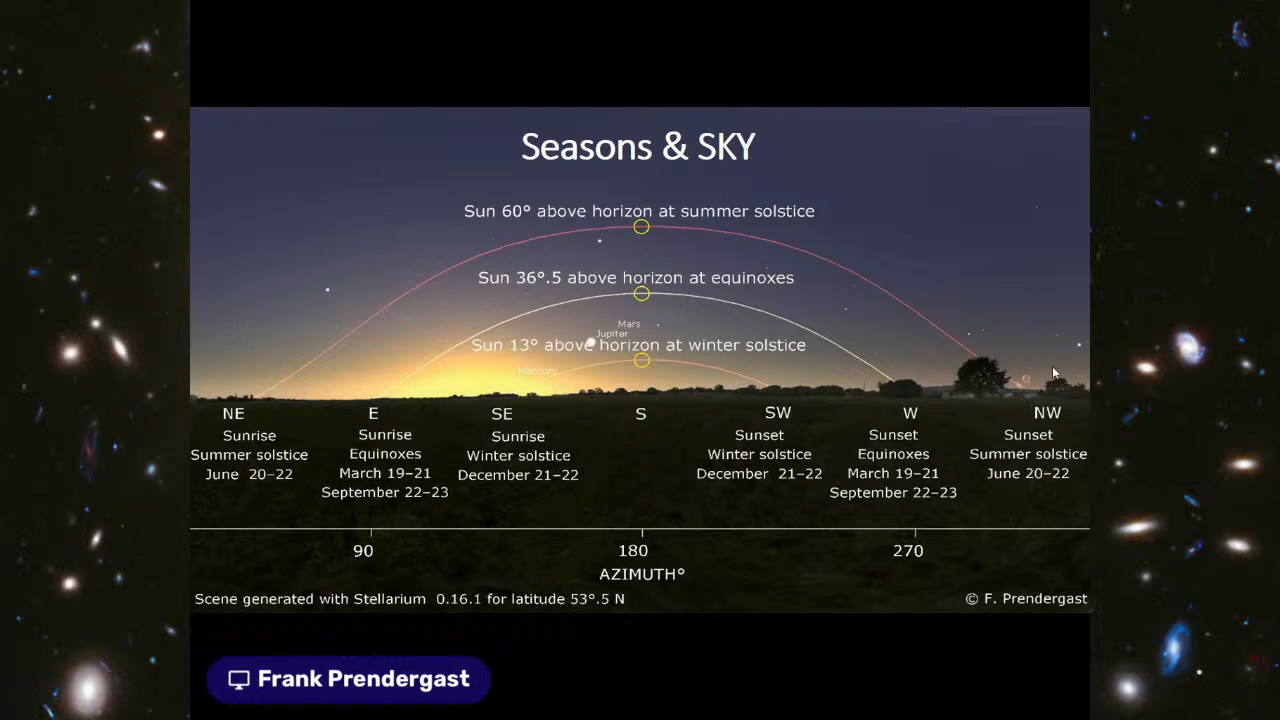 Seasons & SKY
Sun 60° above horizon at summer solstice
Sun 36°.5 above horizon at equinoxes
Mars
Jupiter
Sun 13° above horizon at winter solstice
Mercury
NE E SE S SW W NW
Sunrise
Summer solstice
June 20–22
Sunrise
Equinoxes
March 19–21
September 22–23
Sunrise
Winter solstice
December 21–22
Sunset
Winter solstice
December 21–22
Sunset
Equinoxes
March 19–21
September 22–23
Sunset
Summer solstice
June 20–22
90 180 270
AZIMUTH°
Scene generated with Stellarium 0.16.1 for latitude 53°.5 N
© F. Prendergast
Frank Prendergast